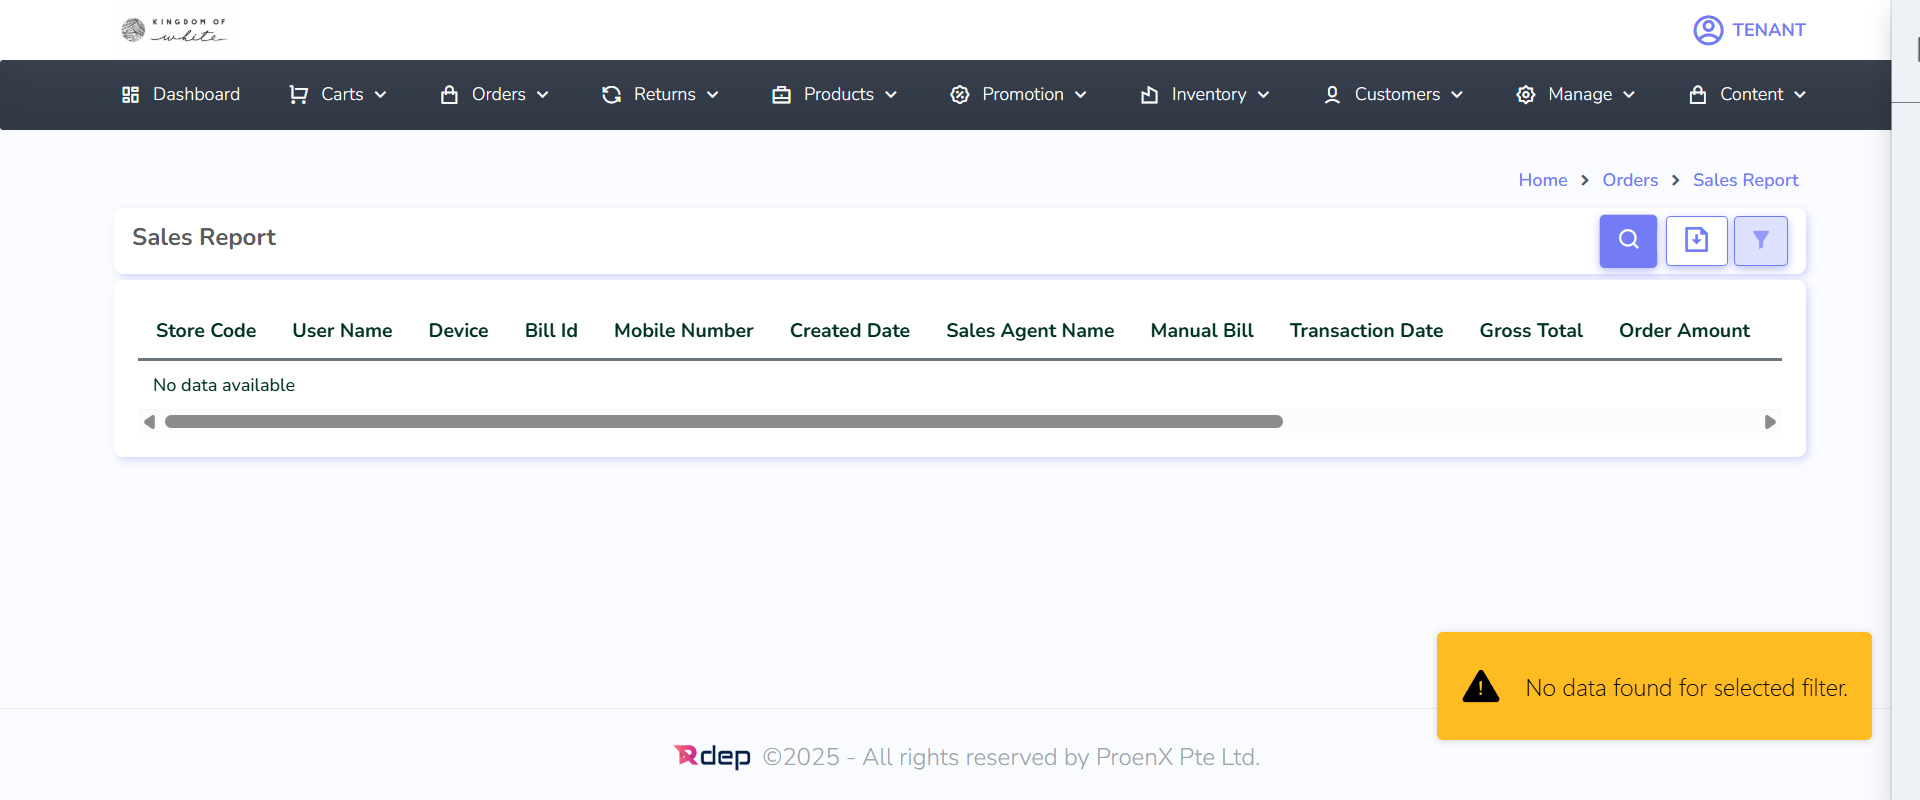 KINGDOM OF
white
TENANT
Dashboard Carts Orders Returns Products Promotion Inventory Customers Manage Content
Home > Orders > Sales Report
Sales Report
Store Code User Name Device Bill Id Mobile Number Created Date Sales Agent Name Manual Bill Transaction Date Gross Total Order Amount
No data available
No data found for selected filter.
Rdep ©2025 - All rights reserved by ProenX Pte Ltd.